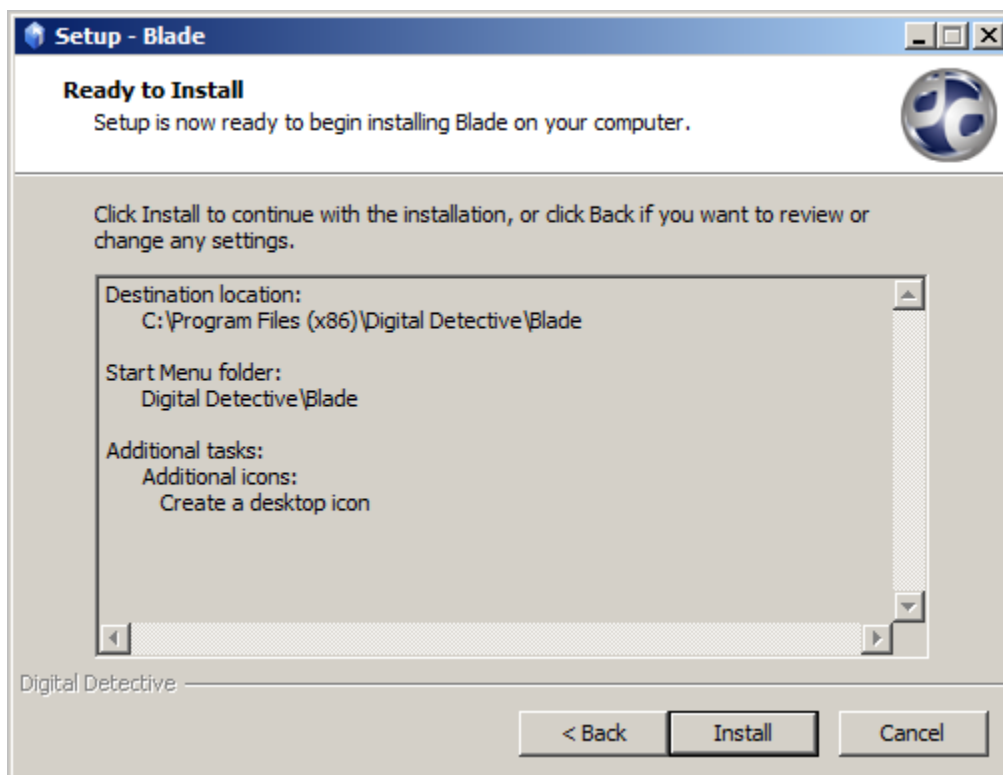 Setup - Blade
Ready to Install
Setup is now ready to begin installing Blade on your computer.
Click Install to continue with the installation, or click Back if you want to review or
change any settings.
Destination location:
C:\Program Files (x86)\Digital Detective\Blade
Start Menu folder:
Digital Detective\Blade
Additional tasks:
Additional icons:
Create a desktop icon
Digital Detective
< Back
Install
Cancel